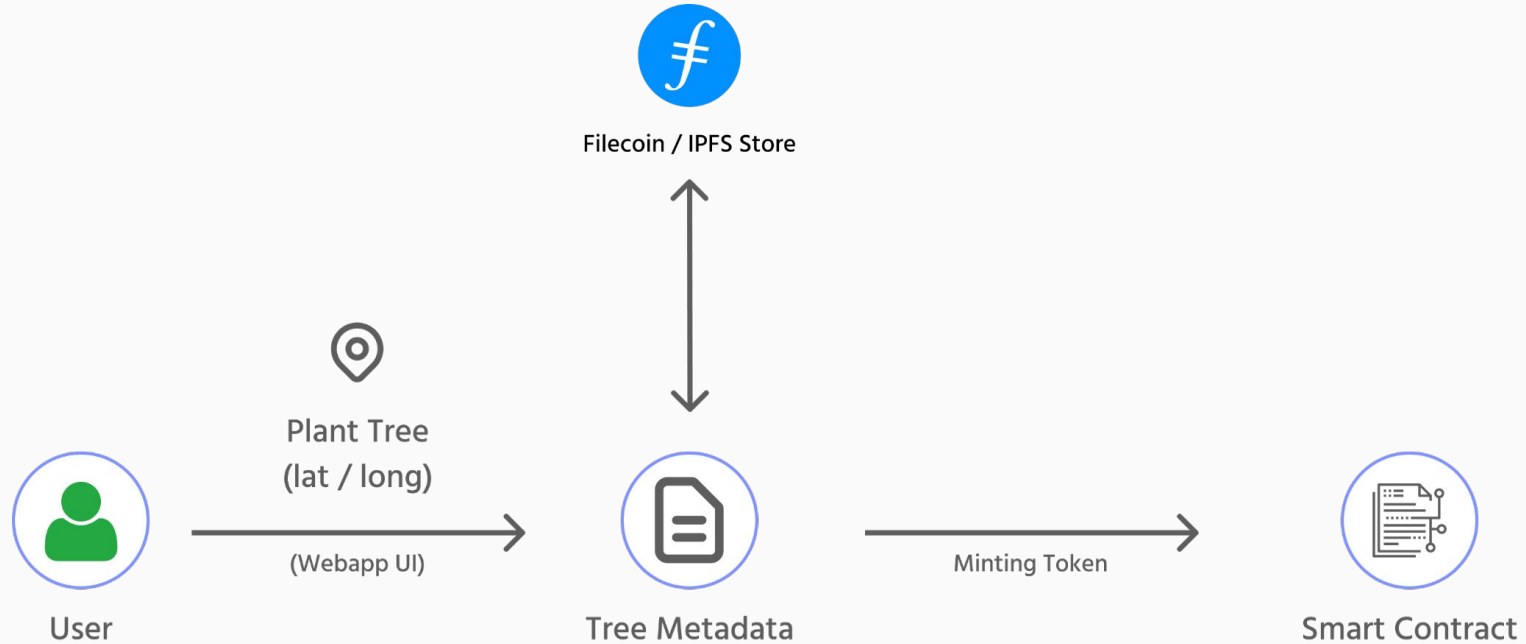 Filecoin / IPFS Store
Plant Tree
(lat / long)
(Webapp UI)
Minting Token
User
Tree Metadata
Smart Contract